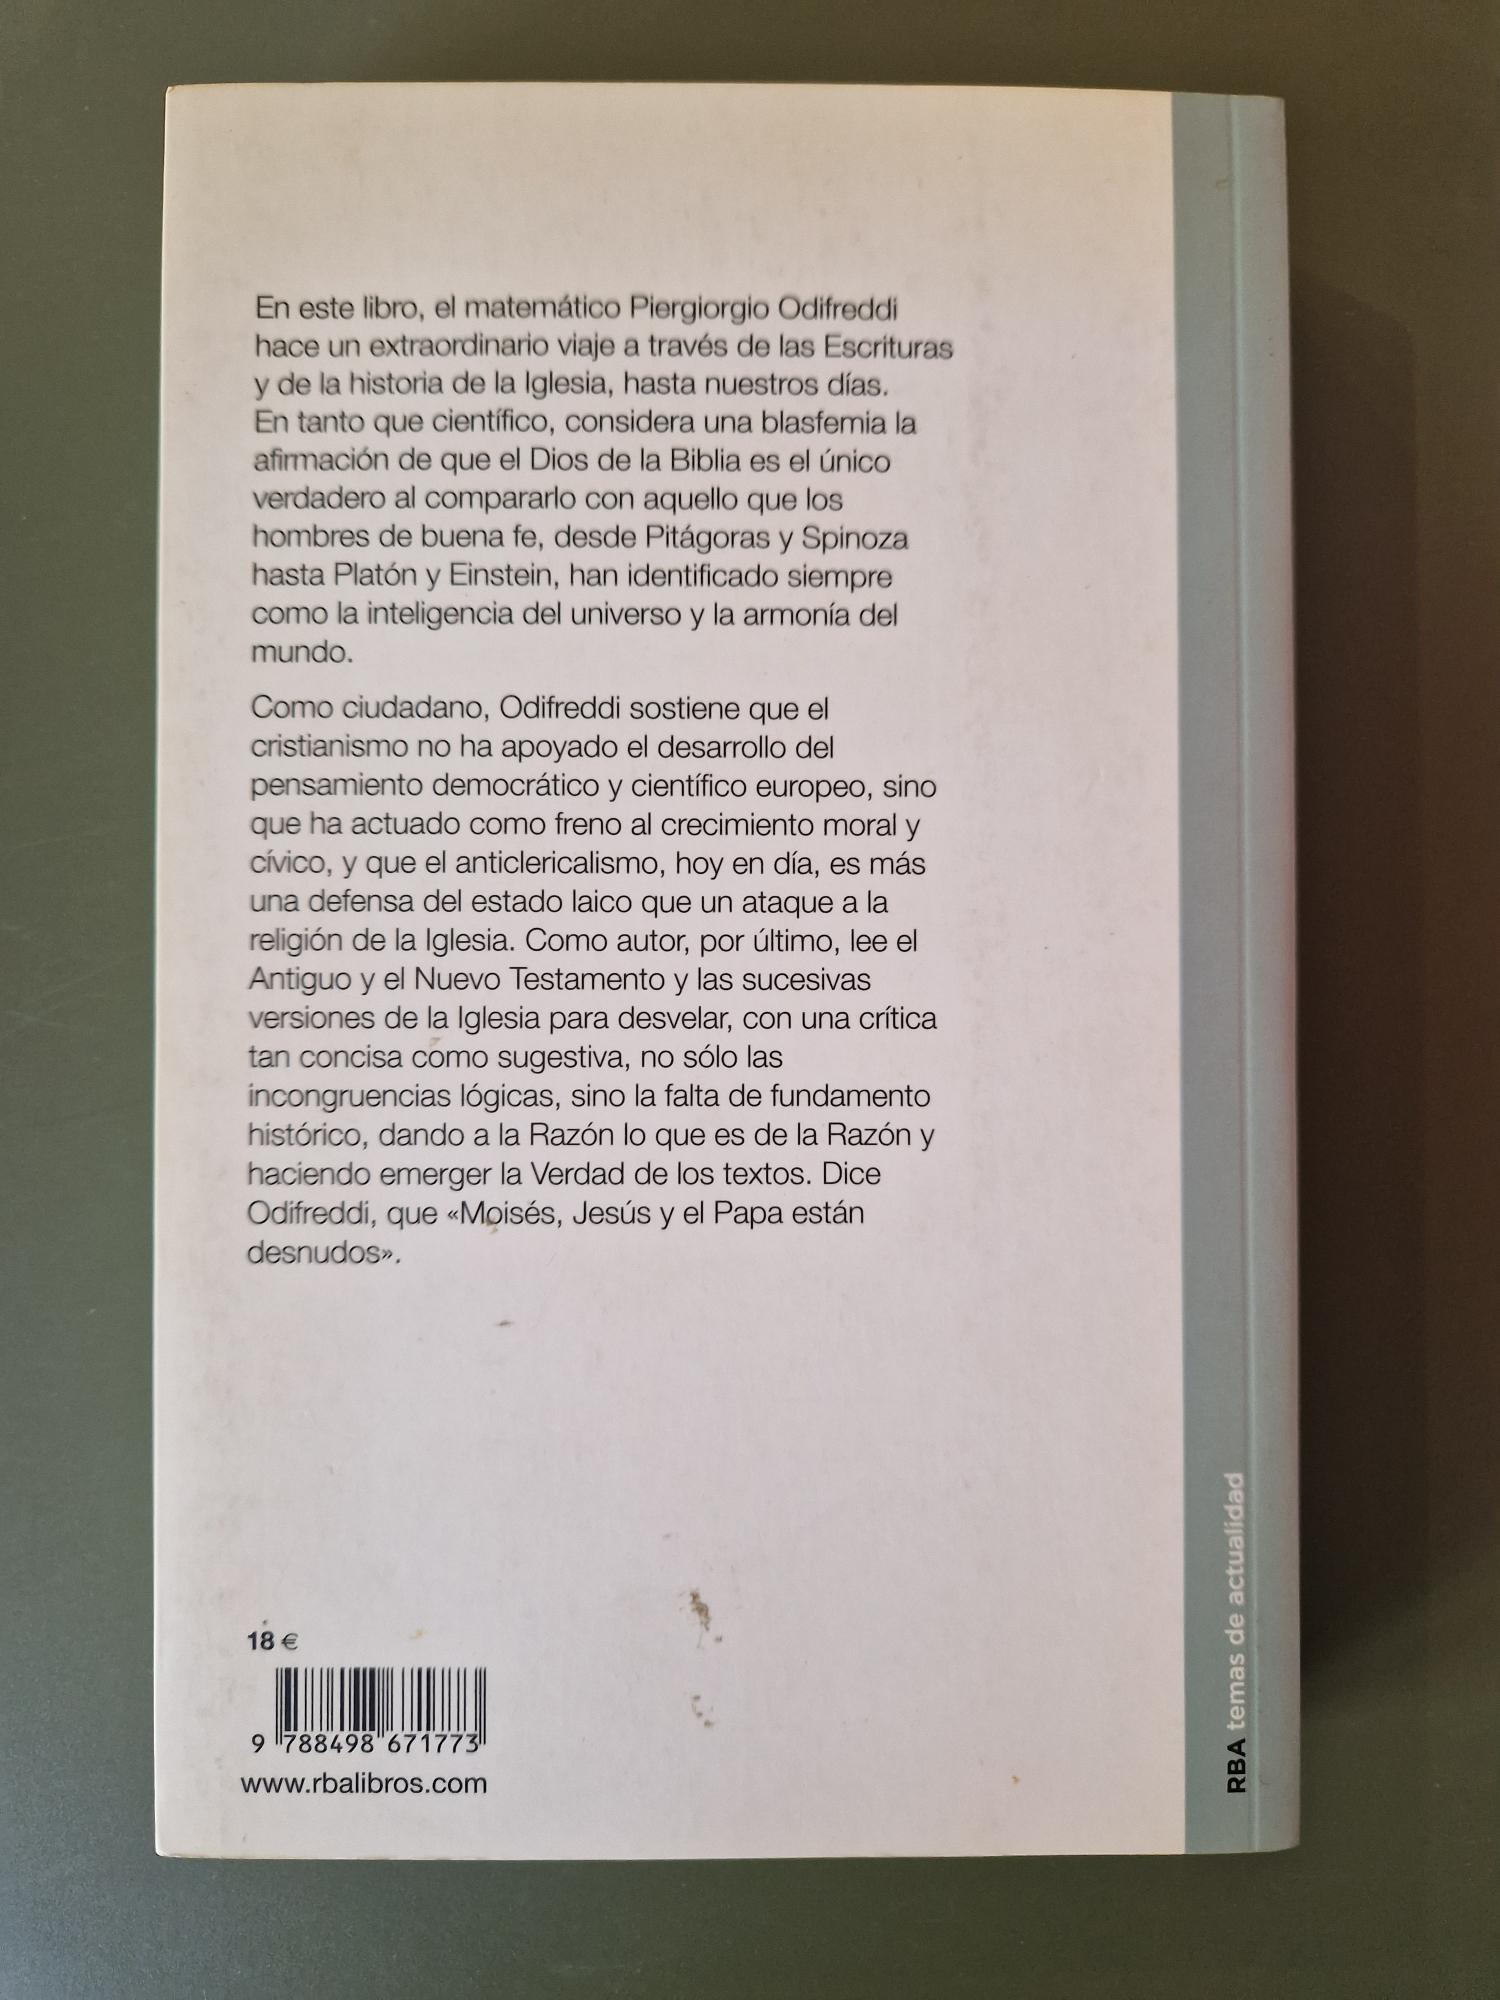 En este libro, el matemático Piergiorgio Odifreddi
hace un extraordinario viaje a través de las Escrituras
y de la historia de la Iglesia, hasta nuestros días.
En tanto que científico, considera una blasfemia la
afirmación de que el Dios de la Biblia es el único
verdadero al compararlo con aquello que los
hombres de buena fe, desde Pitágoras y Spinoza
hasta Platón y Einstein, han identificado siempre
como la inteligencia del universo y la armonía del
mundo.
Como ciudadano, Odifreddi sostiene que el
cristianismo no ha apoyado el desarrollo del
pensamiento democrático y científico europeo, sino
que ha actuado como freno al crecimiento moral y
cívico, y que el anticlericalismo, hoy en día, es más
una defensa del estado laico que un ataque a la
religión de la Iglesia. Como autor, por último, lee el
Antiguo y el Nuevo Testamento y las sucesivas
versiones de la Iglesia para desvelar, con una crítica
tan concisa como sugestiva, no sólo las
incongruencias lógicas, sino la falta de fundamento
histórico, dando a la Razón lo que es de la Razón y
haciendo emerger la Verdad de los textos. Dice
Odifreddi, que «Moisés, Jesús y el Papa están
desnudos».
18 €
9 788498 671773
www.rbalibros.com
RBA temas de actualidad